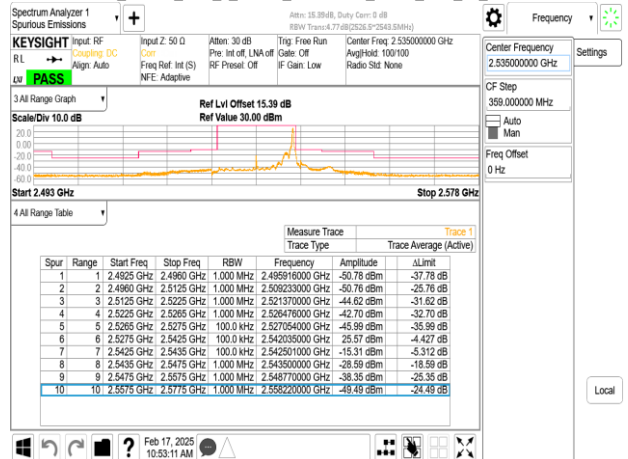 Spectrum Analyzer 1
Spurious Emissions
Attn: 15.39dB, Duty Corr: 0 dB
RBW Trans:4.77dB(2526.5~2543.5MHz)
Frequency
KEYSIGHT
RL
PASS
Input: RF
Coupling: DC
Align: Auto
Input Z: 50 Ω
Corr
Freq Ref: Int (S)
NFE: Adaptive
Atten: 30 dB
Pre: Int off, LNA off
RF Presel: Off
Trig: Free Run
Gate: Off
IF Gain: Low
Center Freq: 2.535000000 GHz
Avg|Hold: 100/100
Radio Std: None
Center Frequency
2.535000000 GHz
Settings
CF Step
359.000000 MHz
Auto
Man
Freq Offset
0 Hz
3 All Range Graph
Scale/Div 10.0 dB
Ref Lvl Offset 15.39 dB
Ref Value 30.00 dBm
20.0
0.00
-20.0
-40.0
-60.0
Start 2.493 GHz
Stop 2.578 GHz
4 All Range Table
Measure Trace Trace 1
Trace Type Trace Average (Active)
Spur Range Start Freq Stop Freq RBW Frequency Amplitude ΔLimit
1 1 2.4925 GHz 2.4960 GHz 1.000 MHz 2.495916000 GHz -50.78 dBm -37.78 dB
2 2 2.4960 GHz 2.5125 GHz 1.000 MHz 2.509233000 GHz -50.76 dBm -25.76 dB
3 3 2.5125 GHz 2.5225 GHz 1.000 MHz 2.521370000 GHz -44.62 dBm -31.62 dB
4 4 2.5225 GHz 2.5265 GHz 1.000 MHz 2.526476000 GHz -42.70 dBm -32.70 dB
5 5 2.5265 GHz 2.5275 GHz 100.0 kHz 2.527054000 GHz -45.99 dBm -35.99 dB
6 6 2.5275 GHz 2.5425 GHz 100.0 kHz 2.542035000 GHz 25.57 dBm -4.427 dB
7 7 2.5425 GHz 2.5435 GHz 100.0 kHz 2.542501000 GHz -15.31 dBm -5.312 dB
8 8 2.5435 GHz 2.5475 GHz 1.000 MHz 2.543500000 GHz -28.59 dBm -18.59 dB
9 9 2.5475 GHz 2.5575 GHz 1.000 MHz 2.548770000 GHz -38.35 dBm -25.35 dB
10 10 2.5575 GHz 2.5775 GHz 1.000 MHz 2.558220000 GHz -49.49 dBm -24.49 dB
Local
Feb 17, 2025
10:53:11 AM